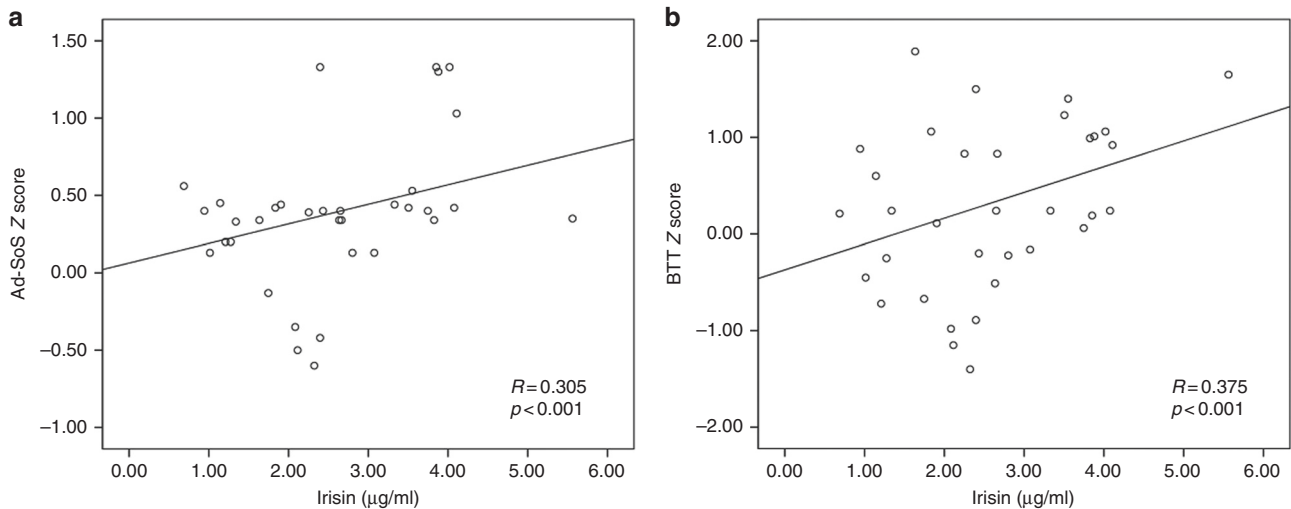 a
1.50
1.00
0.50
0.00
−0.50
−1.00
Ad-SoS Z score
R=0.305
p<0.001
0.00 1.00 2.00 3.00 4.00 5.00 6.00
Irisin (μg/ml)
b
2.00
1.00
0.00
−1.00
−2.00
BTT Z score
R=0.375
p<0.001
0.00 1.00 2.00 3.00 4.00 5.00 6.00
Irisin (μg/ml)